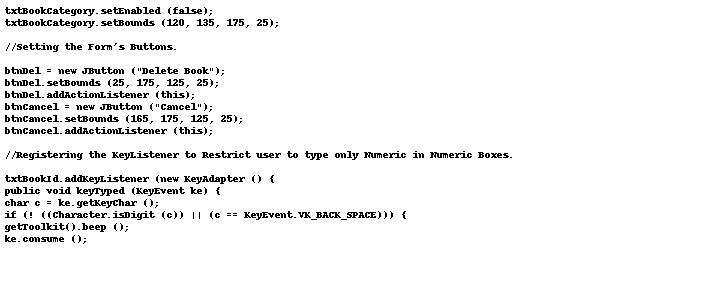 txtBookCategory.setEnabled (false);
txtBookCategory.setBounds (120, 135, 175, 25);
//Setting the Form's Buttons.
btnDel = new JButton ("Delete Book");
btnDel.setBounds (25, 175, 125, 25);
btnDel.addActionListener (this);
btnCancel = new JButton ("Cancel");
btnCancel.setBounds (165, 175, 125, 25);
btnCancel.addActionListener (this);
//Registering the KeyListener to Restrict user to type only Numeric in Numeric Boxes.
txtBookId.addKeyListener (new KeyAdapter () {
public void keyTyped (KeyEvent ke) {
char c = ke.getKeyChar ();
if (! ((Character.isDigit (c)) || (c == KeyEvent.VK_BACK_SPACE))) {
getToolkit().beep ();
ke.consume ();